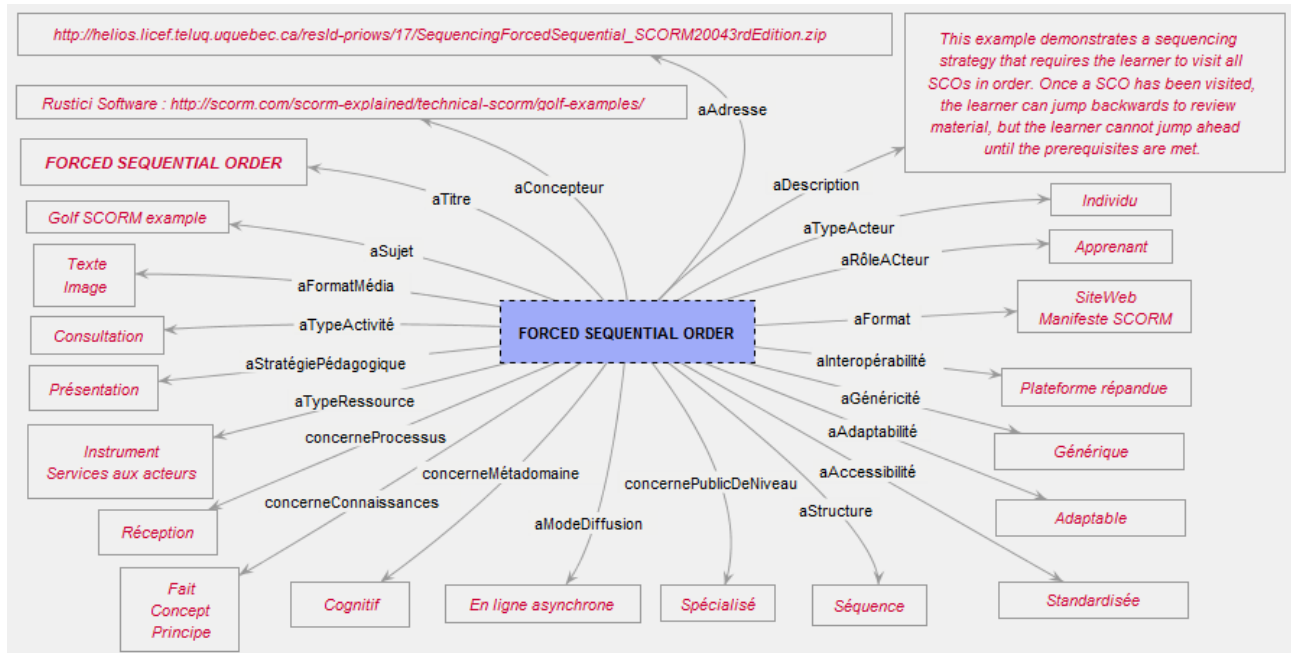 http://helios.licef.teluq.uquebec.ca/resId-priows/17/SequencingForcedSequential_SCORM20043rdEdition.zip
This example demonstrates a sequencing
strategy that requires the learner to visit all
SCOs in order. Once a SCO has been visited,
the learner can jump backwards to review
material, but the learner cannot jump ahead
until the prerequisites are met.
Rustici Software : http://scorm.com/scorm-explained/technical-scorm/golf-examples/
aAdresse
FORCED SEQUENTIAL ORDER
aConcepteur
aDescription
aTitre
Individu
Golf SCORM example
aTypeActeur
aSujet
Apprenant
aRôleACteur
Texte
Image
aFormatMédia
SiteWeb
Manifeste SCORM
aFormat
Consultation
aTypeActivité
FORCED SEQUENTIAL ORDER
aInteropérabilité
Plateforme répandue
Présentation
aStratégiePédagogique
aGénéricité
aTypeRessource
aAdaptabilité
Générique
Instrument
Services aux acteurs
concerneProcessus
concerneMétadomaine
concernePublicDeNiveau
aAccessibilité
concerneConnaissances
aStructure
Adaptable
Réception
aModeDiffusion
Fait
Concept
Principe
Cognitif
En ligne asynchrone
Spécialisé
Séquence
Standardisée